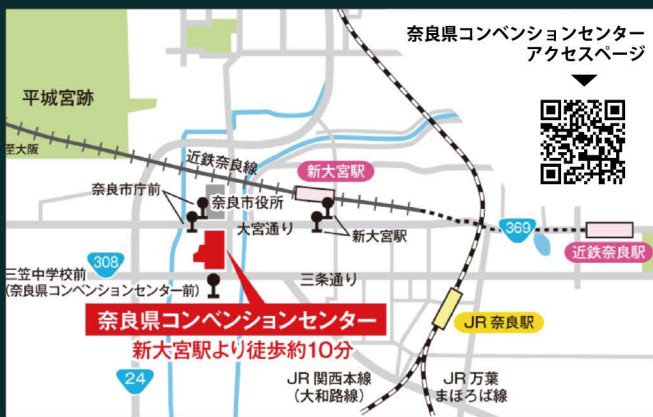 奈良県コンベンションセンター
アクセスページ
平城宮跡
至大阪
近鉄奈良線
新大宮駅
奈良市庁前
奈良市役所
大宮通り
新大宮駅
369
近鉄奈良駅
308
三笠中学校前
(奈良県コンベンションセンター前)
三条通り
奈良県コンベンションセンター
新大宮駅より徒歩約10分
JR 奈良駅
24
JR 関西本線
(大和路線)
JR 万葉
まほろば線